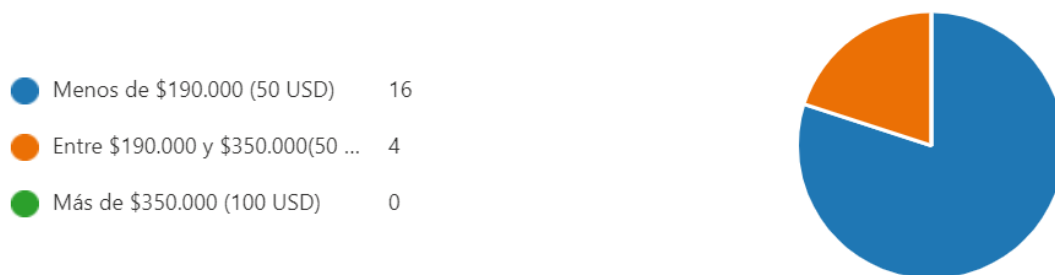 Menos de $190.000 (50 USD) 16
Entre $190.000 y $350.000(50 ... 4
Más de $350.000 (100 USD) 0